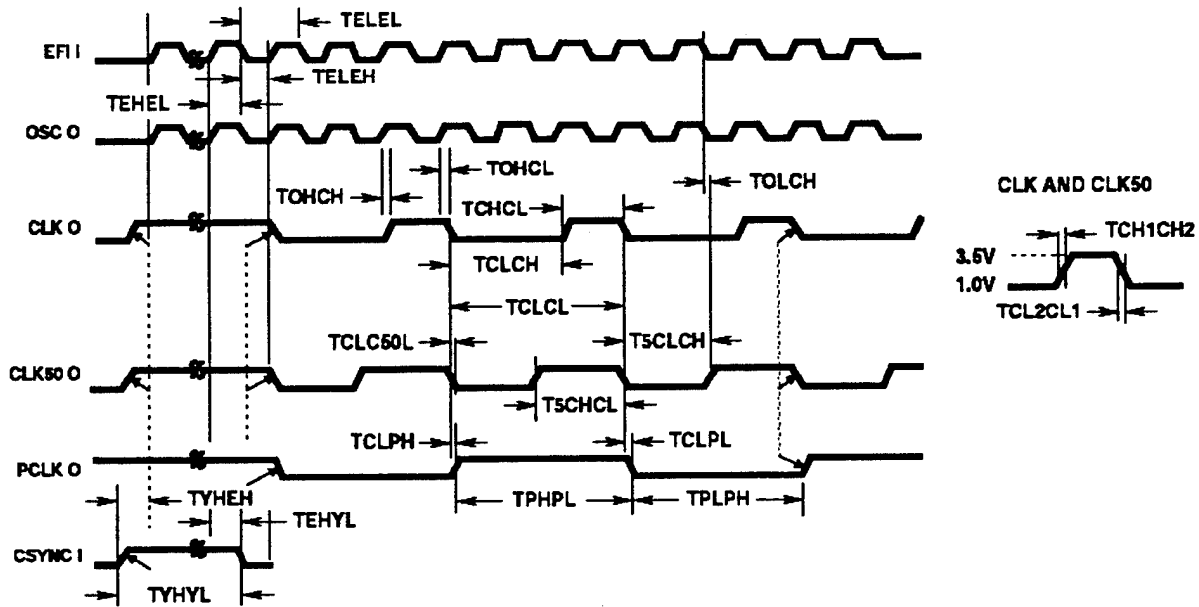 TELEL
EFI I
TELEH
TEHEL
OSC O
TOHCL
TOHCH
TOLCH
TCHCL
CLK O
TCLCH
TCLCL
CLK AND CLK50
TCH1CH2
3.5V
1.0V
TCL2CL1
TCLC50L
T5CLCH
CLK50 O
T5CHCL
TCLPH
TCLPL
PCLK O
TYHEH
TPHPL
TPLPH
TEHYL
CSYNC I
TYHYL